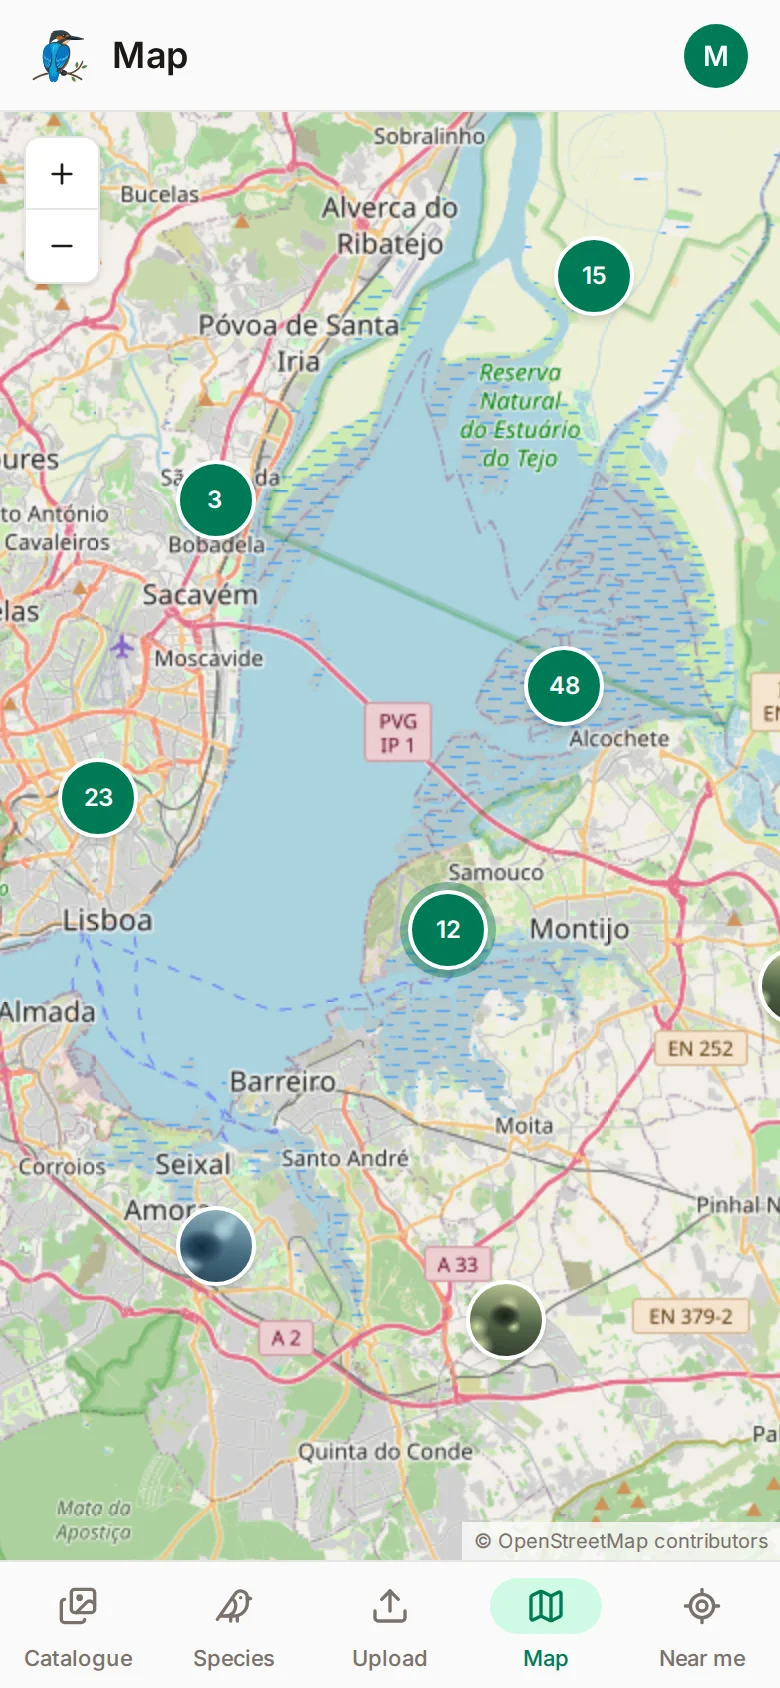 Map
M
Sobralinho
+
Bucelas
Alverca do
Ribatejo
−
15
Póvoa de Santa
Iria
Reserva
Natural
do Estuário
do Tejo
3
Bobadela
to António
Cavaleiros
Sacavém
Moscavide
48
PVG
IP 1
Alcochete
23
Samouco
Lisboa
12
Montijo
Almada
EN 252
Barreiro
Moita
Corroios
Seixal
Santo André
Amora
Pinhal N
A 33
EN 379-2
A 2
Quinta do Conde
Mata da
Apostiça
© OpenStreetMap contributors
Catalogue
Species
Upload
Map
Near me